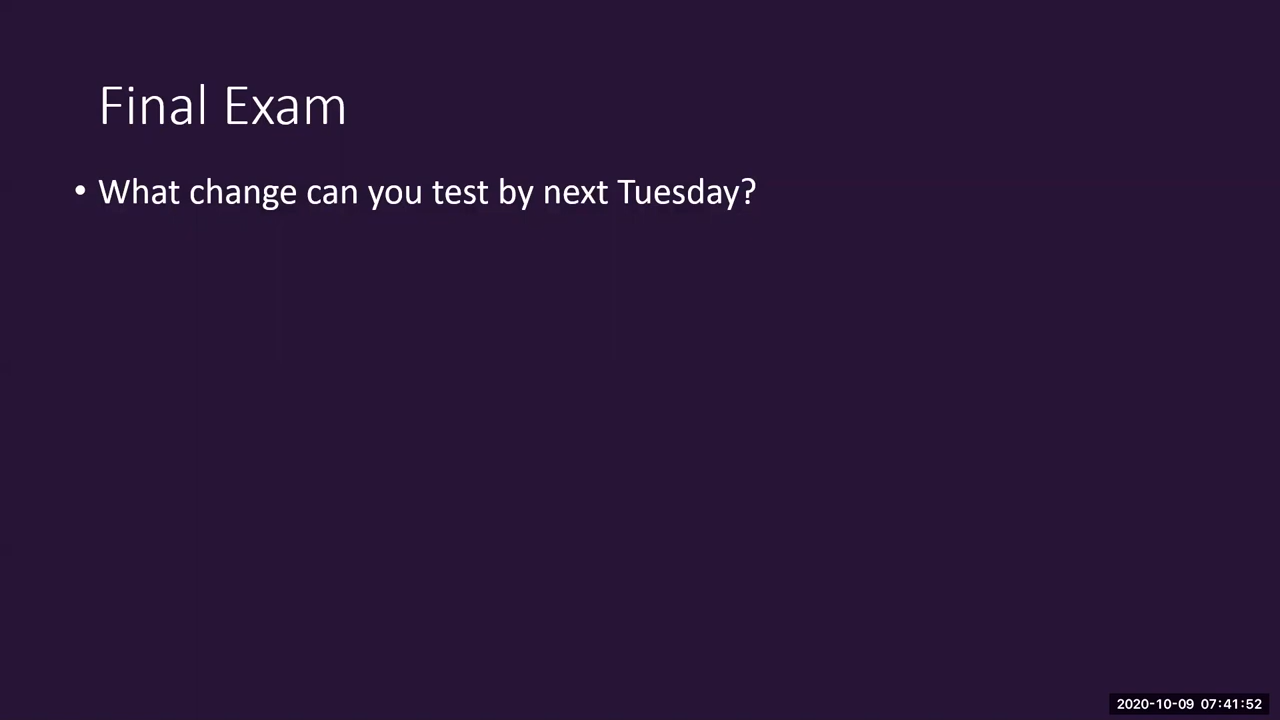 Final Exam
• What change can you test by next Tuesday?
2020-10-09 07:41:52